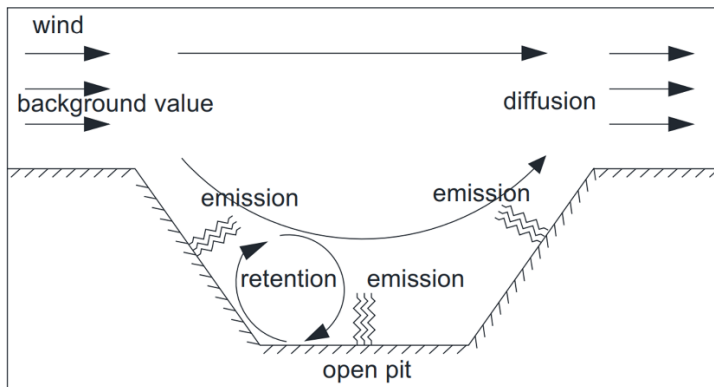 wind
background value
diffusion
emission
emission
retention
emission
open pit